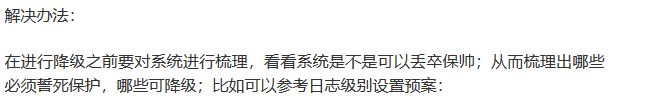 解决办法：
在进行降级之前要对系统进行梳理，看看系统是不是可以丢卒保帅；从而梳理出哪些
必须誓死保护，哪些可降级；比如可以参考日志级别设置预案：